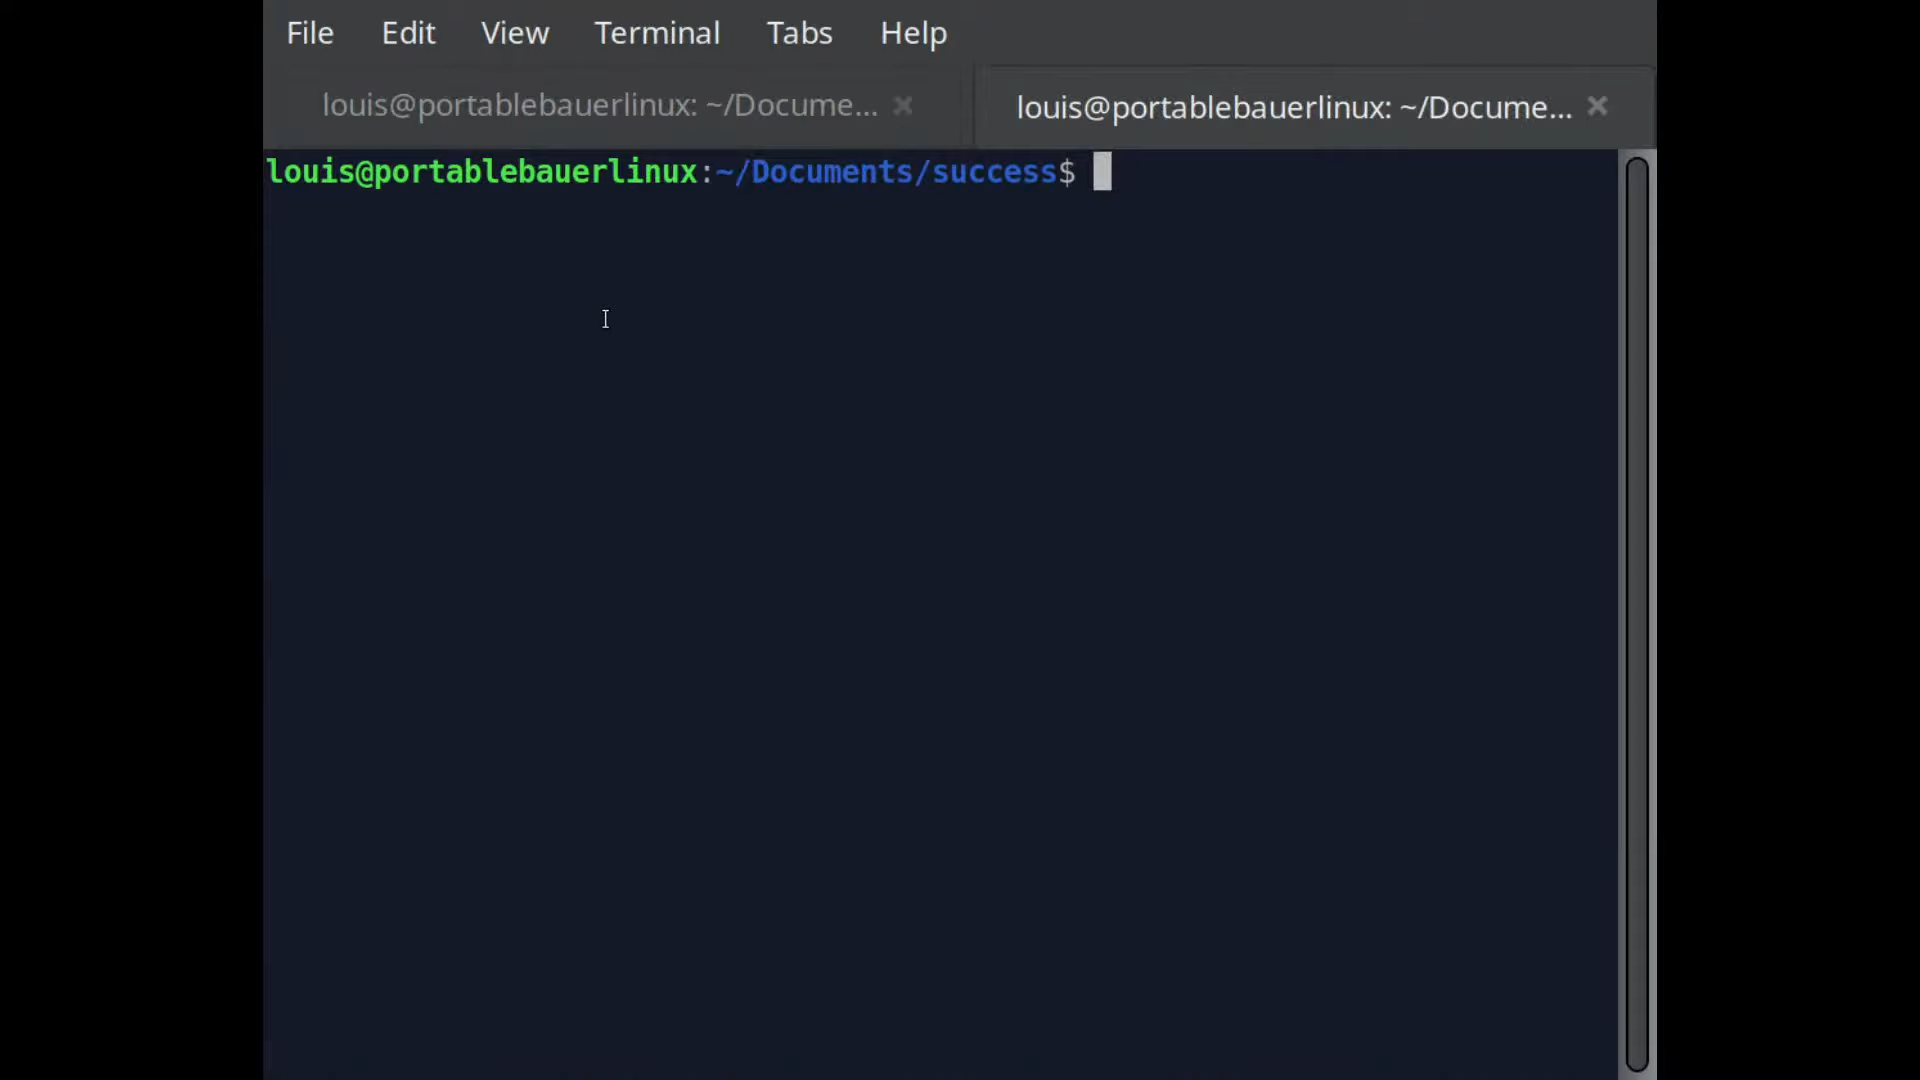 File Edit View Terminal Tabs Help
louis@portablebauerlinux: ~/Docume... × louis@portablebauerlinux: ~/Docume... ×
louis@portablebauerlinux:~/Documents/success$